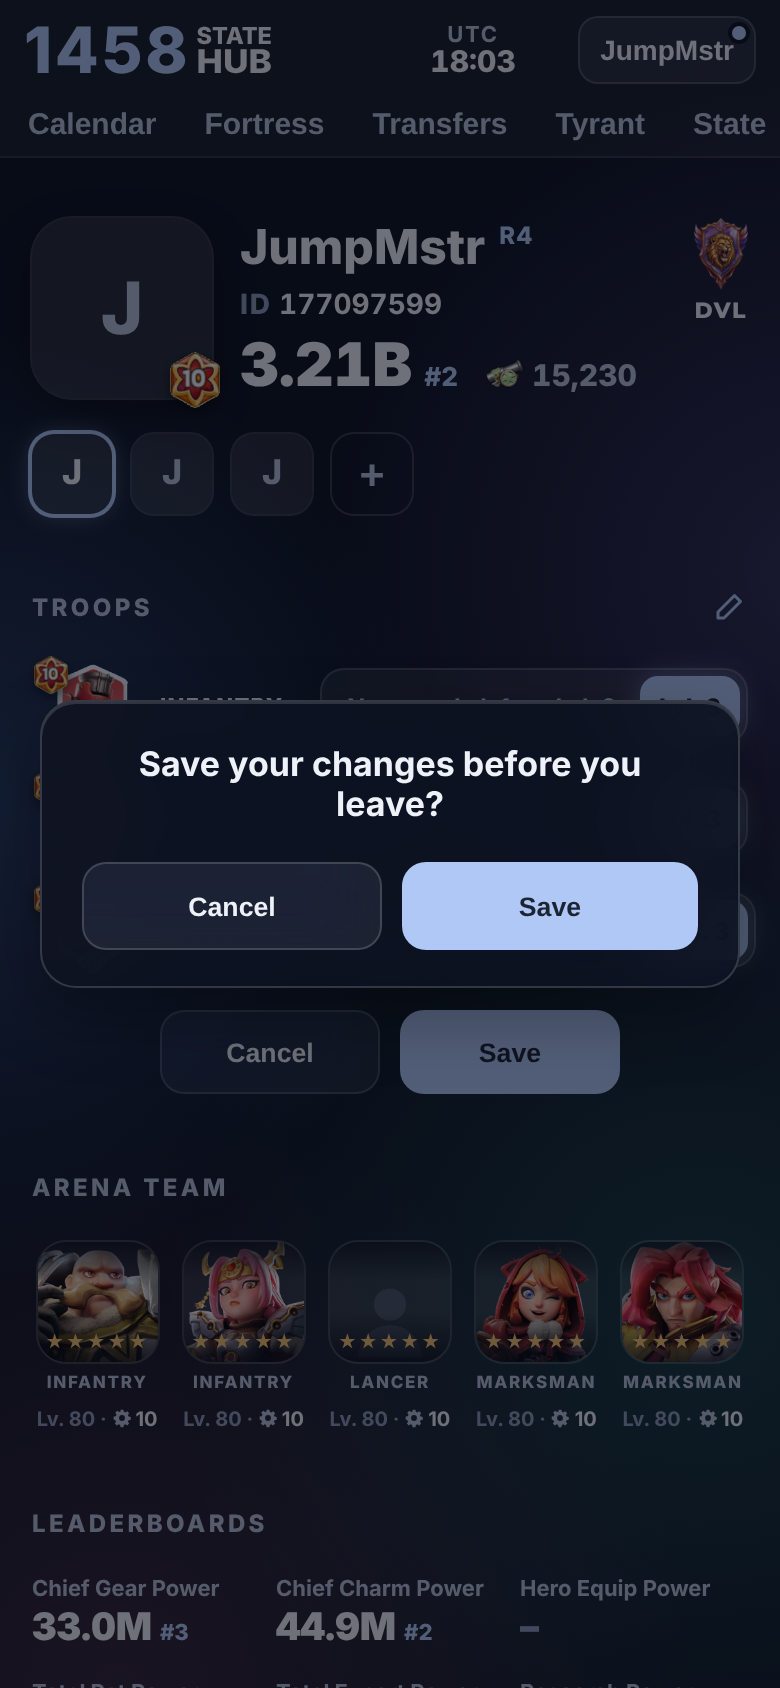 1458 STATE HUB
UTC
18:03
JumpMstr
Calendar Fortress Transfers Tyrant State
J
JumpMstr R4
ID 177097599
3.21B #2 15,230
10
DVL
J J J +
TROOPS
10
INFANTRY
Save your changes before you
leave?
Cancel Save
Cancel Save
ARENA TEAM
INFANTRY INFANTRY LANCER MARKSMAN MARKSMAN
Lv. 80 · 10 Lv. 80 · 10 Lv. 80 · 10 Lv. 80 · 10 Lv. 80 · 10
LEADERBOARDS
Chief Gear Power Chief Charm Power Hero Equip Power
33.0M #3 44.9M #2 –